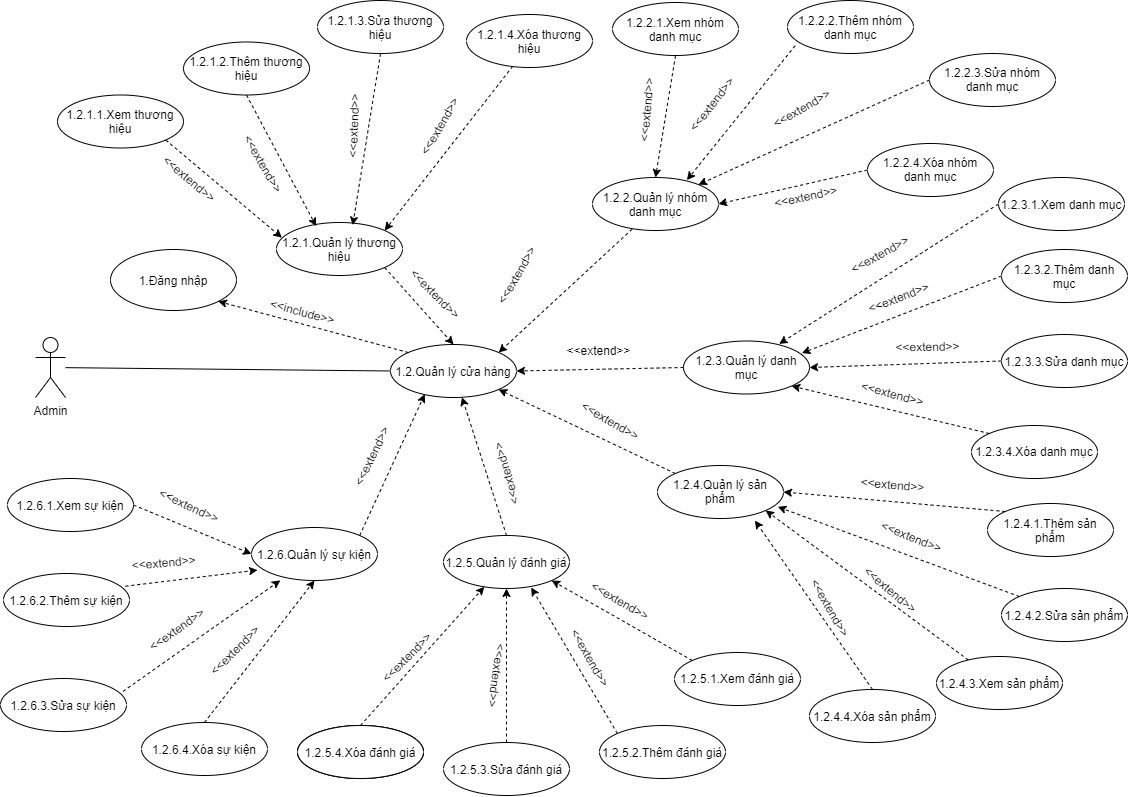 1.2.1.3.Sửa thương
hiệu
1.2.1.4.Xóa thương
hiệu
1.2.2.1.Xem nhóm
danh mục
1.2.2.2.Thêm nhóm
danh mục
1.2.1.2.Thêm thương
hiệu
1.2.2.3.Sửa nhóm
danh mục
1.2.1.1.Xem thương
hiệu
<<extend>>
<<extend>>
<<extend>>
<<extend>>
<<extend>>
<<extend>>
<<extend>>
<<extend>>
1.2.2.4.Xóa nhóm
danh mục
1.2.2.Quản lý nhóm
danh mục
1.2.3.1.Xem danh mục
1.2.1.Quản lý thương
hiệu
<<extend>>
1.Đăng nhập
<<extend>>
<<extend>>
1.2.3.2.Thêm danh
mục
<<include>>
<<extend>>
<<extend>>
1.2.Quản lý cửa hàng
<<extend>>
1.2.3.Quản lý danh
mục
<<extend>>
1.2.3.3.Sửa danh mục
Admin
<<extend>>
<<extend>>
1.2.3.4.Xóa danh mục
<<extend>>
<<extend>>
1.2.4.Quản lý sản
phẩm
<<extend>>
1.2.6.1.Xem sự kiện
<<extend>>
1.2.4.1.Thêm sản
phẩm
<<extend>>
1.2.6.Quản lý sự kiện
1.2.5.Quản lý đánh giá
<<extend>>
1.2.6.2.Thêm sự kiện
<<extend>>
<<extend>>
<<extend>>
1.2.4.2.Sửa sản phẩm
<<extend>>
<<extend>>
<<extend>>
<<extend>>
<<extend>>
1.2.5.1.Xem đánh giá
1.2.4.3.Xem sản phẩm
1.2.6.3.Sửa sự kiện
1.2.4.4.Xóa sản phẩm
1.2.6.4.Xóa sự kiện
1.2.5.4.Xóa đánh giá
1.2.5.2.Thêm đánh giá
1.2.5.3.Sửa đánh giá